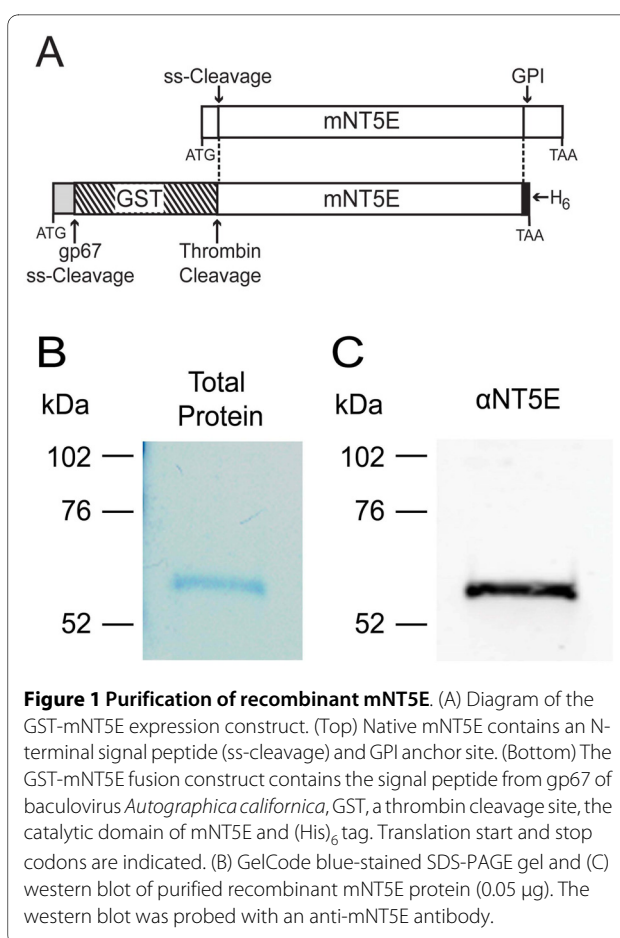 A
ss-Cleavage
GPI
mNT5E
ATG
TAA
GST
mNT5E
H6
ATG
TAA
gp67
ss-Cleavage
Thrombin
Cleavage
B
Total
Protein
kDa
102
76
52
C
αNT5E
kDa
102
76
52
Figure 1 Purification of recombinant mNT5E. (A) Diagram of the
GST-mNT5E expression construct. (Top) Native mNT5E contains an N-
terminal signal peptide (ss-cleavage) and GPI anchor site. (Bottom) The
GST-mNT5E fusion construct contains the signal peptide from gp67 of
baculovirus Autographica californica, GST, a thrombin cleavage site, the
catalytic domain of mNT5E and (His)6 tag. Translation start and stop
codons are indicated. (B) GelCode blue-stained SDS-PAGE gel and (C)
western blot of purified recombinant mNT5E protein (0.05 μg). The
western blot was probed with an anti-mNT5E antibody.